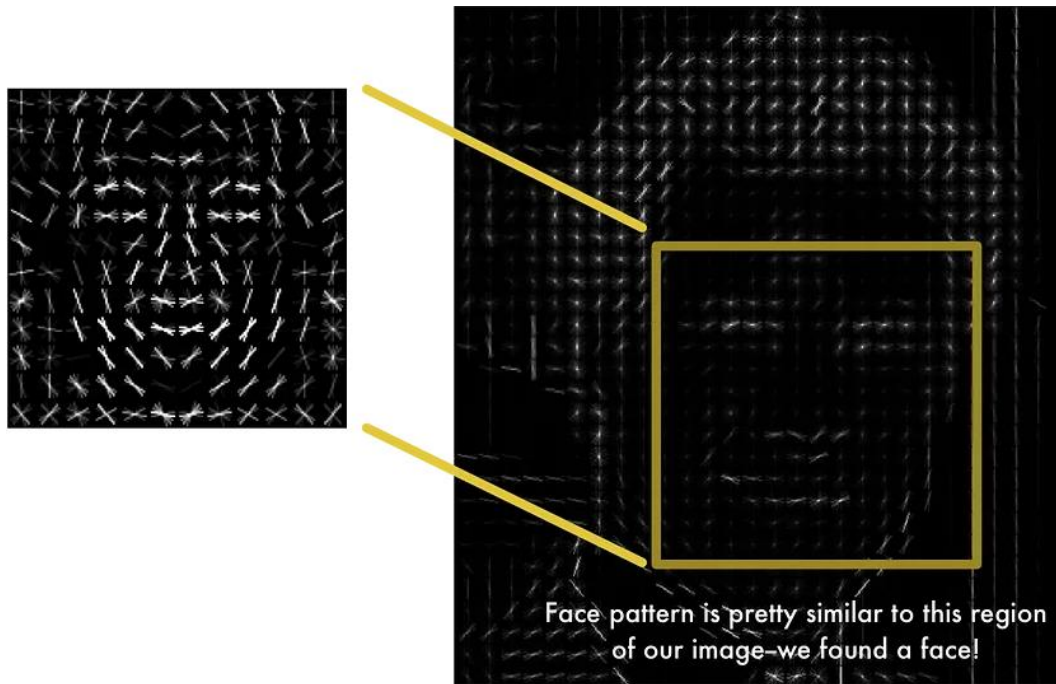 Face pattern is pretty similar to this region
of our image–we found a face!